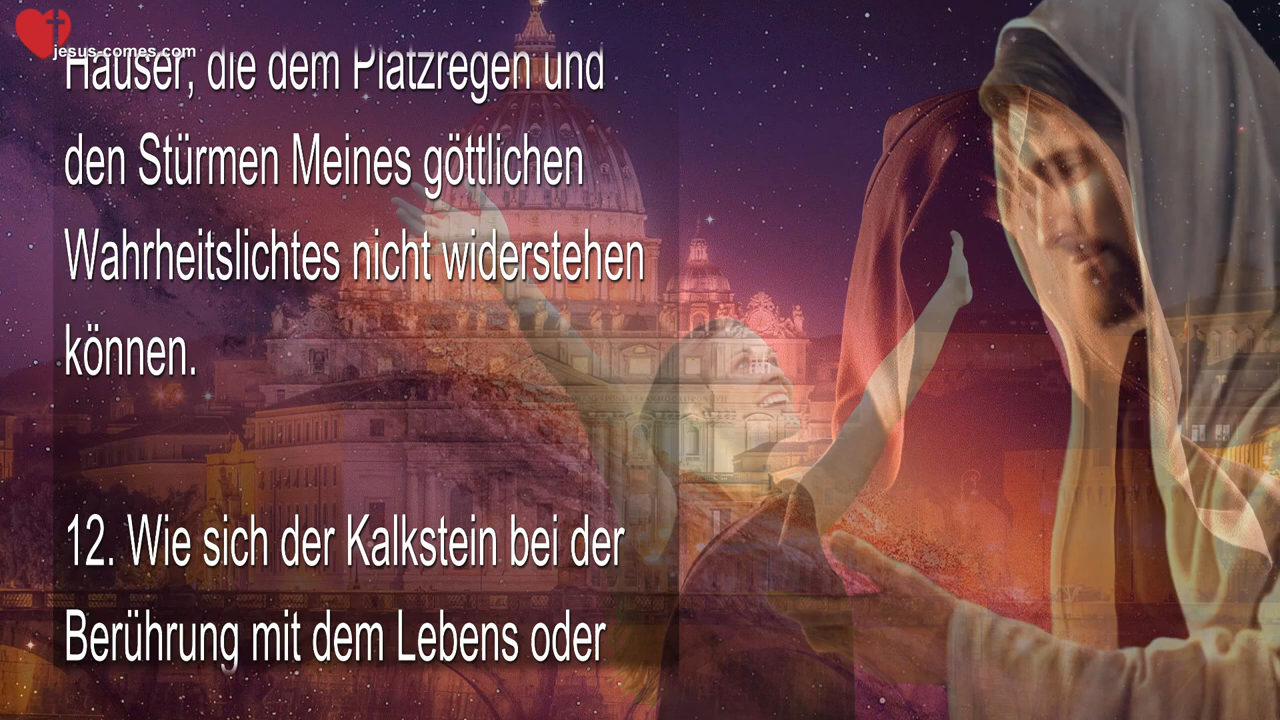 jesus-comes.com
Häuser, die dem Platzregen und
den Stürmen Meines göttlichen
Wahrheitslichtes nicht widerstehen
können.
12. Wie sich der Kalkstein bei der
Berührung mit dem Lebens oder